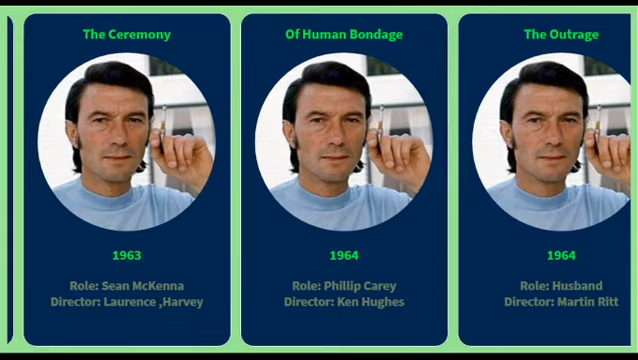 The Ceremony
1963
Role: Sean McKenna
Director: Laurence ,Harvey
Of Human Bondage
1964
Role: Phillip Carey
Director: Ken Hughes
The Outrage
1964
Role: Husband
Director: Martin Ritt